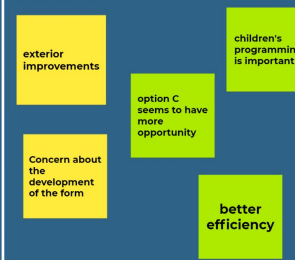 exterior
improvements
children's
programmin
is important
option C
seems to have
more
opportunity
Concern about
the
development
of the form
better
efficiency